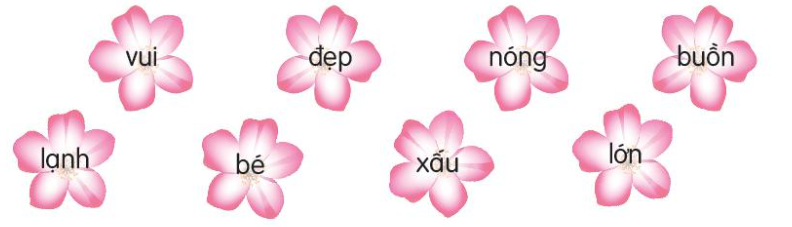 vui đẹp nóng buồn
lạnh bé xấu lớn